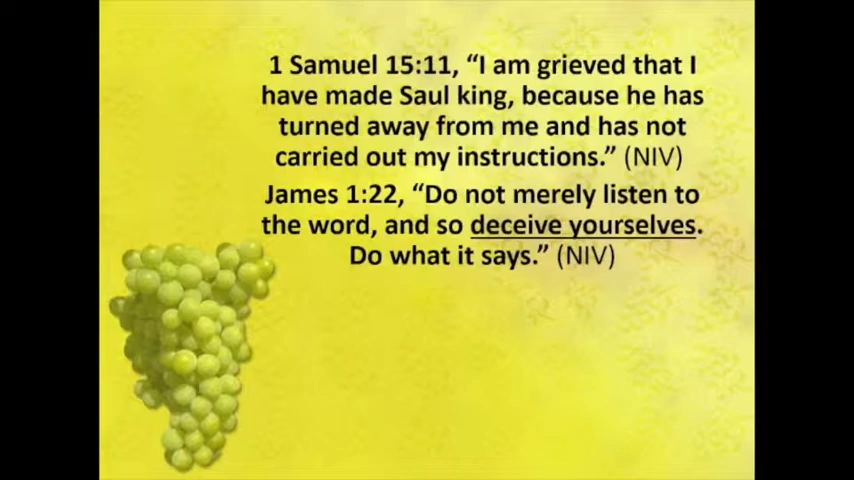 1 Samuel 15:11, “I am grieved that I
have made Saul king, because he has
turned away from me and has not
carried out my instructions.” (NIV)
James 1:22, “Do not merely listen to
the word, and so deceive yourselves.
Do what it says.” (NIV)